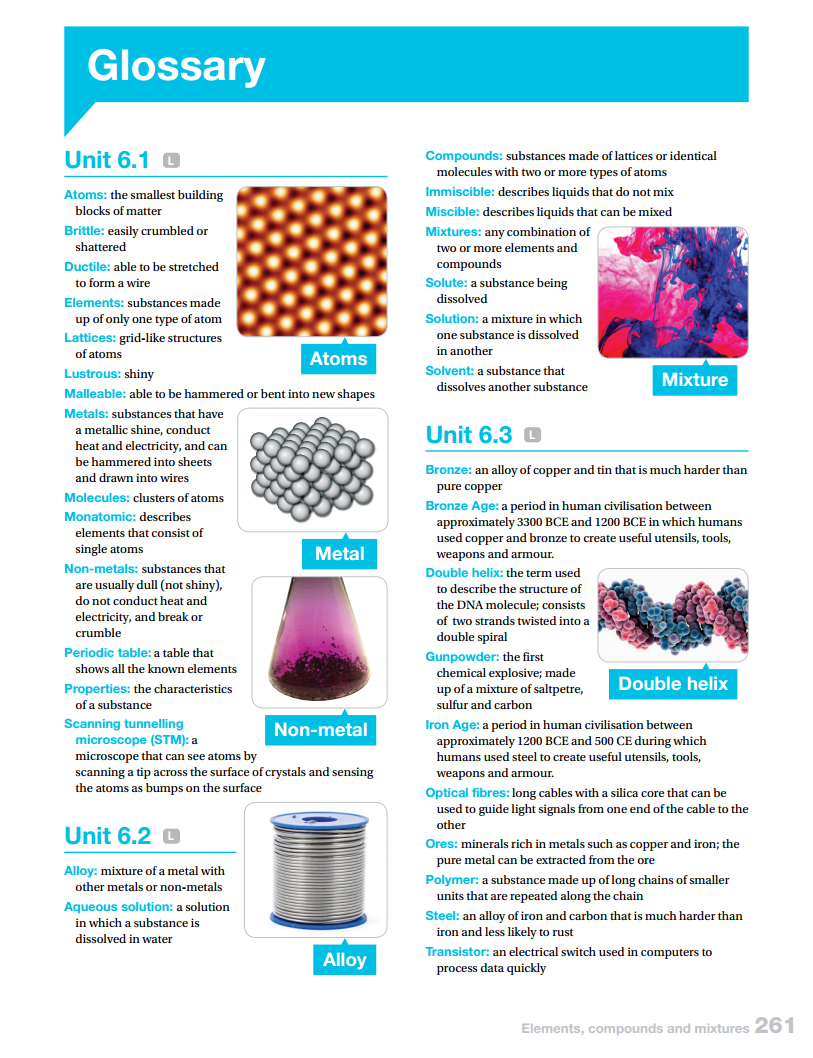 Glossary
Unit 6.1 L
Atoms: the smallest building
blocks of matter
Brittle: easily crumbled or
shattered
Ductile: able to be stretched
to form a wire
Elements: substances made
up of only one type of atom
Lattices: grid-like structures
of atoms
Lustrous: shiny
Atoms
Malleable: able to be hammered or bent into new shapes
Metals: substances that have
a metallic shine, conduct
heat and electricity, and can
be hammered into sheets
and drawn into wires
Molecules: clusters of atoms
Monatomic: describes
elements that consist of
single atoms
Metal
Non-metals: substances that
are usually dull (not shiny),
do not conduct heat and
electricity, and break or
crumble
Periodic table: a table that
shows all the known elements
Properties: the characteristics
of a substance
Non-metal
Scanning tunnelling
microscope (STM): a
microscope that can see atoms by
scanning a tip across the surface of crystals and sensing
the atoms as bumps on the surface
Unit 6.2 L
Alloy: mixture of a metal with
other metals or non-metals
Aqueous solution: a solution
in which a substance is
dissolved in water
Alloy
Compounds: substances made of lattices or identical
molecules with two or more types of atoms
Immiscible: describes liquids that do not mix
Miscible: describes liquids that can be mixed
Mixtures: any combination of
two or more elements and
compounds
Solute: a substance being
dissolved
Solution: a mixture in which
one substance is dissolved
in another
Solvent: a substance that
dissolves another substance
Mixture
Unit 6.3 L
Bronze: an alloy of copper and tin that is much harder than
pure copper
Bronze Age: a period in human civilisation between
approximately 3300 BCE and 1200 BCE in which humans
used copper and bronze to create useful utensils, tools,
weapons and armour.
Double helix: the term used
to describe the structure of
the DNA molecule; consists
of two strands twisted into a
double spiral
Gunpowder: the first
chemical explosive; made
up of a mixture of saltpetre,
sulfur and carbon
Double helix
Iron Age: a period in human civilisation between
approximately 1200 BCE and 500 CE during which
humans used steel to create useful utensils, tools,
weapons and armour.
Optical fibres: long cables with a silica core that can be
used to guide light signals from one end of the cable to the
other
Ores: minerals rich in metals such as copper and iron; the
pure metal can be extracted from the ore
Polymer: a substance made up of long chains of smaller
units that are repeated along the chain
Steel: an alloy of iron and carbon that is much harder than
iron and less likely to rust
Transistor: an electrical switch used in computers to
process data quickly
Elements, compounds and mixtures 261